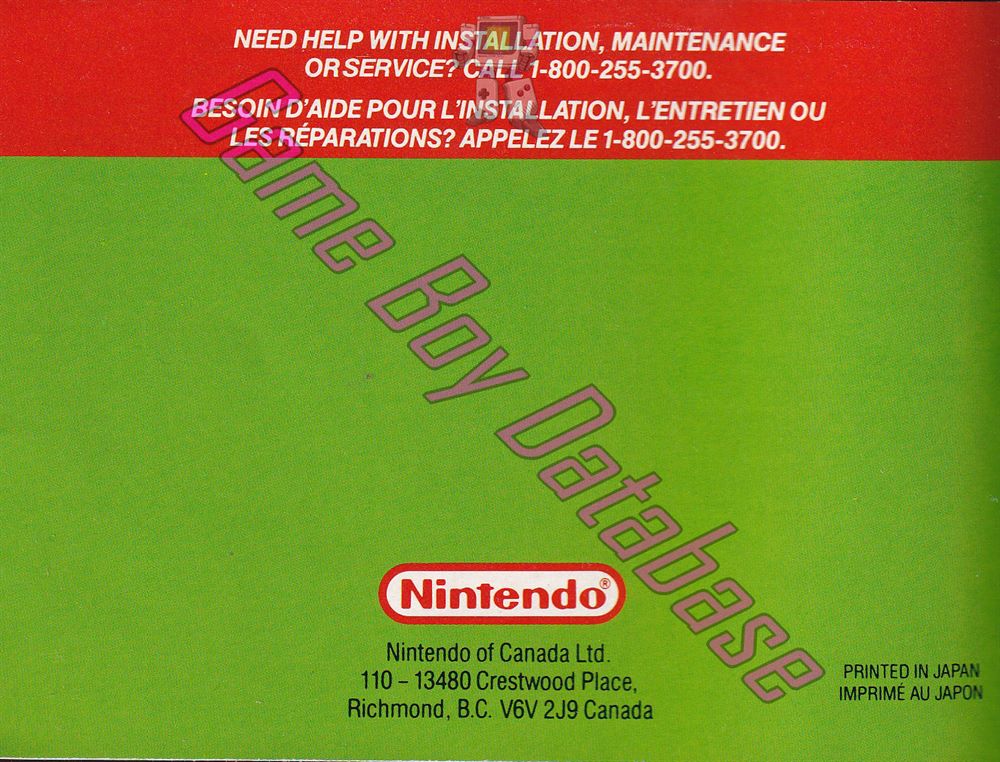 NEED HELP WITH INSTALLATION, MAINTENANCE
OR SERVICE? CALL 1-800-255-3700.
BESOIN D'AIDE POUR L'INSTALLATION, L'ENTRETIEN OU
LES RÉPARATIONS? APPELEZ LE 1-800-255-3700.
Game Boy Database
Nintendo®
Nintendo of Canada Ltd.
110 – 13480 Crestwood Place,
Richmond, B.C. V6V 2J9 Canada
PRINTED IN JAPAN
IMPRIMÉ AU JAPON